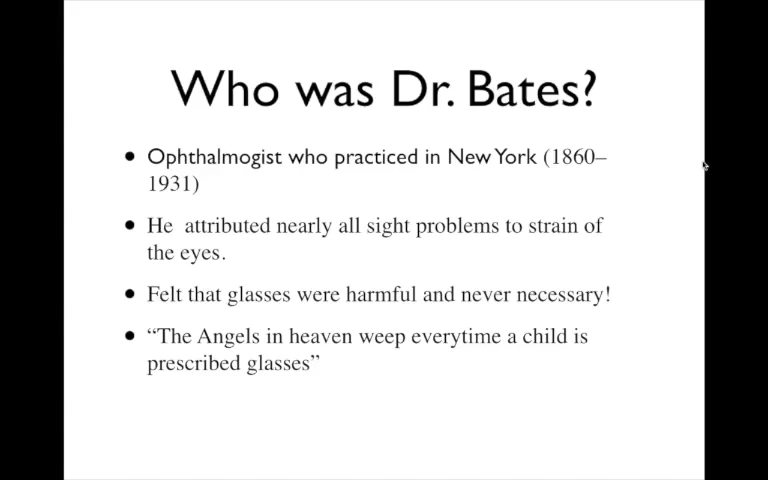 Who was Dr. Bates?
• Ophthalmogist who practiced in New York (1860–
1931)
• He attributed nearly all sight problems to strain of
the eyes.
• Felt that glasses were harmful and never necessary!
• “The Angels in heaven weep everytime a child is
prescribed glasses”